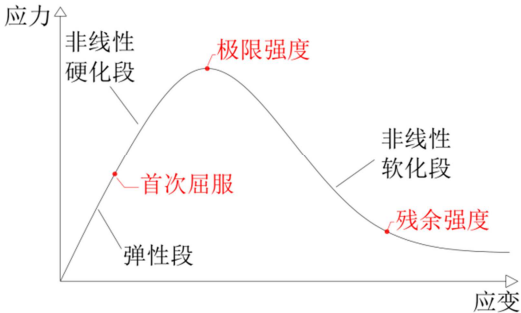 应力
非线性
硬化段
极限强度
非线性
软化段
首次屈服
残余强度
弹性段
应变